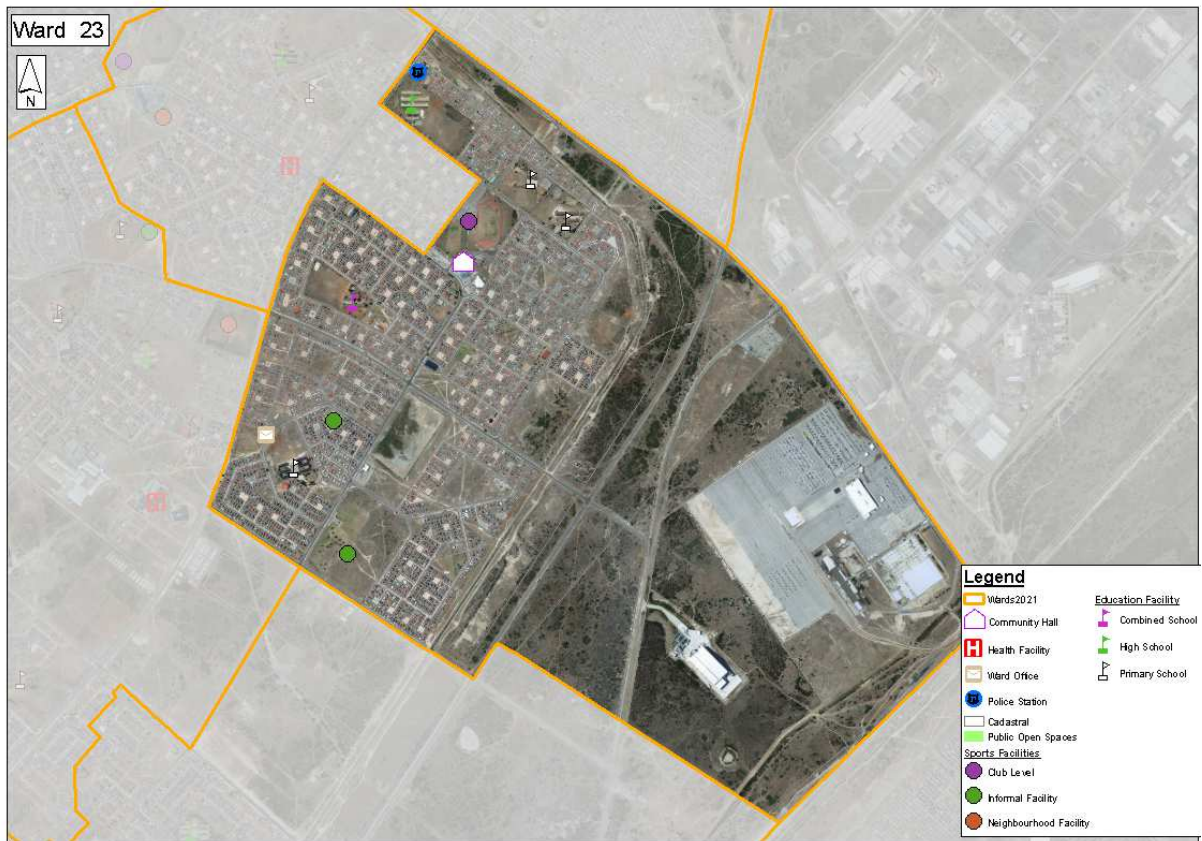 Ward 23
N
Legend
Wards2021
Community Hall
Health Facility
Ward Office
Police Station
Cadastral
Public Open Spaces
Sports Facilities
Club Level
Informal Facility
Neighbourhood Facility
Education Facility
Combined School
High School
Primary School